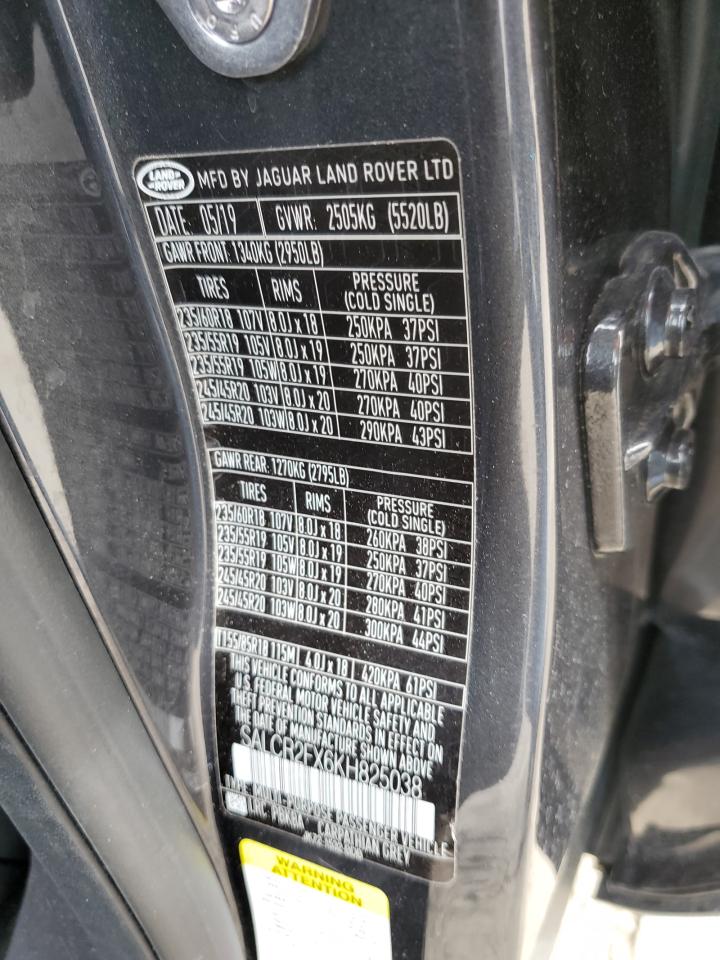 LAND ROVER
MFD BY JAGUAR LAND ROVER LTD
DATE: 05/19 GVWR: 2505KG (5520LB)
GAWR FRONT: 1340KG (2950LB)
TIRES RIMS PRESSURE (COLD SINGLE)
235/60R18 107V 8.0J x 18 250KPA 37PSI
235/55R19 105V 8.0J x 19 250KPA 37PSI
235/55R19 105W 8.0J x 19 270KPA 40PSI
245/45R20 103V 8.0J x 20 270KPA 40PSI
245/45R20 103W 8.0J x 20 290KPA 43PSI
GAWR REAR: 1270KG (2795LB)
TIRES RIMS PRESSURE (COLD SINGLE)
235/60R18 107V 8.0J x 18 260KPA 38PSI
235/55R19 105V 8.0J x 19 250KPA 37PSI
235/55R19 105W 8.0J x 19 270KPA 40PSI
245/45R20 103V 8.0J x 20 280KPA 41PSI
245/45R20 103W 8.0J x 20 300KPA 44PSI
T155/85R18 115M 4.0J x 18 420KPA 61PSI
THIS VEHICLE CONFORMS TO ALL APPLICABLE
U.S. FEDERAL MOTOR VEHICLE SAFETY AND
THEFT PREVENTION STANDARDS IN EFFECT ON
THE DATE OF MANUFACTURE SHOWN ABOVE
SALCR2FX6KH825038
TYPE: MULTI-PURPOSE PASSENGER VEHICLE
CARPATHIAN GREY
WARNING
ATTENTION